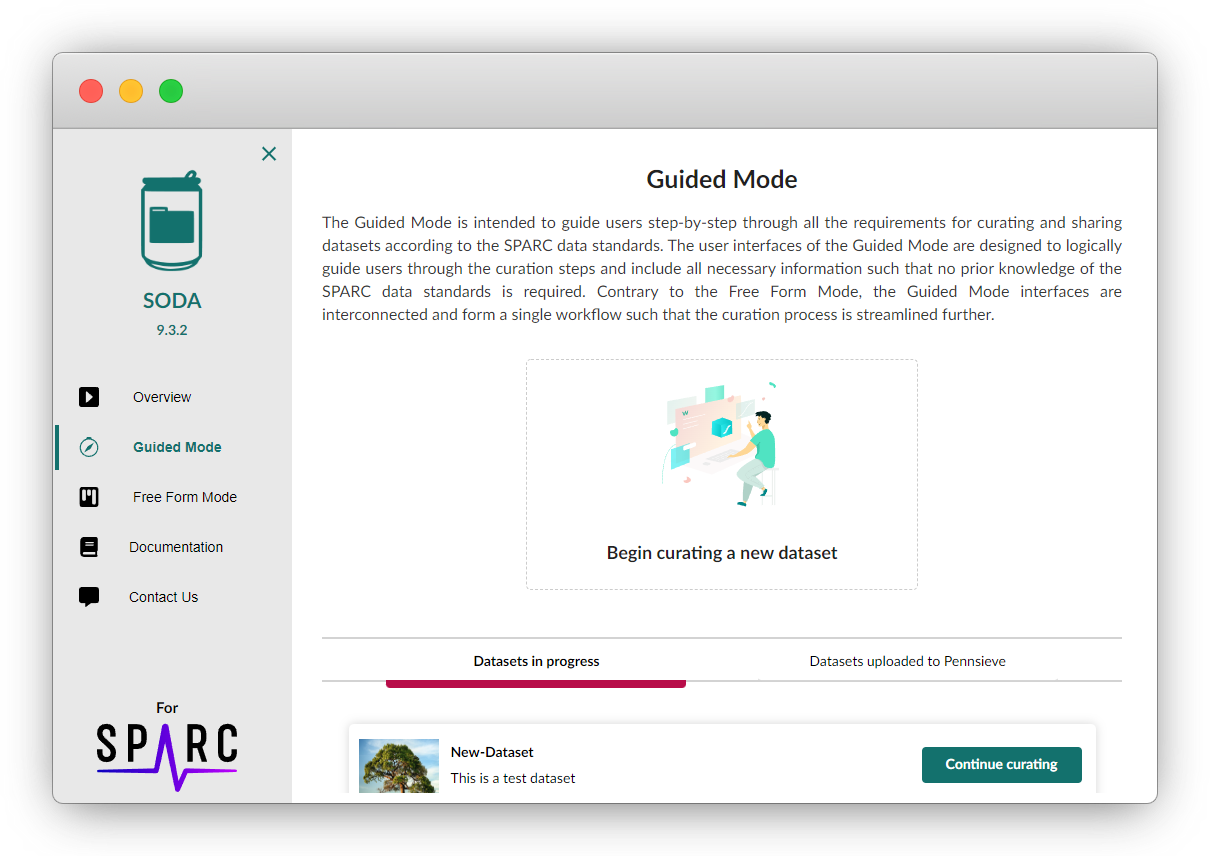 SODA
9.3.2
Overview
Guided Mode
Free Form Mode
Documentation
Contact Us
For
SPARC
Guided Mode
The Guided Mode is intended to guide users step-by-step through all the requirements for curating and sharing
datasets according to the SPARC data standards. The user interfaces of the Guided Mode are designed to logically
guide users through the curation steps and include all necessary information such that no prior knowledge of the
SPARC data standards is required. Contrary to the Free Form Mode, the Guided Mode interfaces are
interconnected and form a single workflow such that the curation process is streamlined further.
W
Begin curating a new dataset
Datasets in progress
Datasets uploaded to Pennsieve
New-Dataset
This is a test dataset
Continue curating